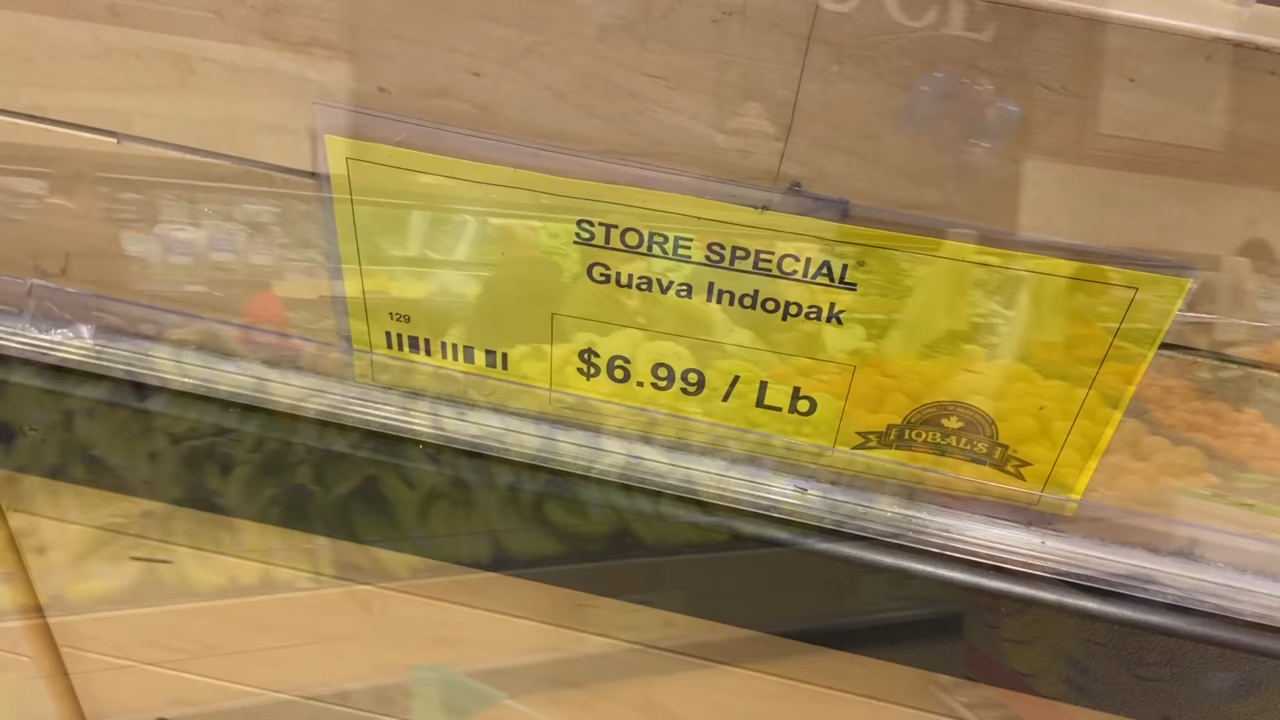 STORE SPECIAL
Guava Indopak
129
$6.99 / Lb
IQBAL'S